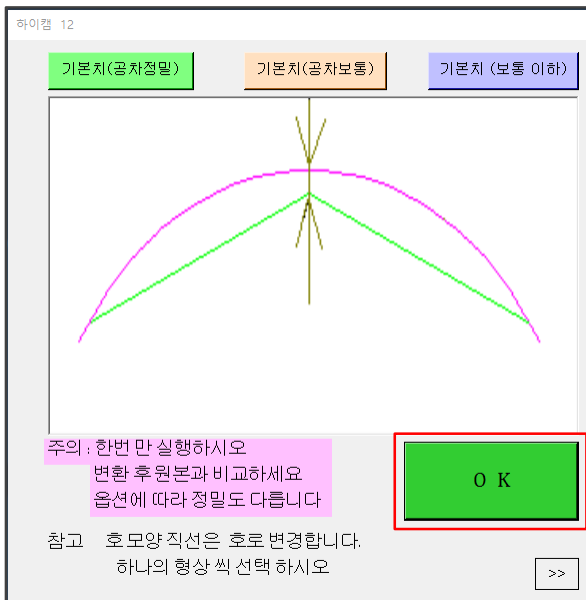 하이캠 12
기본치(공차정밀) 기본치(공차보통) 기본치 (보통 이하)
주의 : 한번 만 실행하시오
변환 후 원본과 비교하세요
옵션에 따라 정밀도 다릅니다
O K
참고 호 모양 직선은 호로 변경합니다.
하나의 형상 씩 선택 하시오
>>